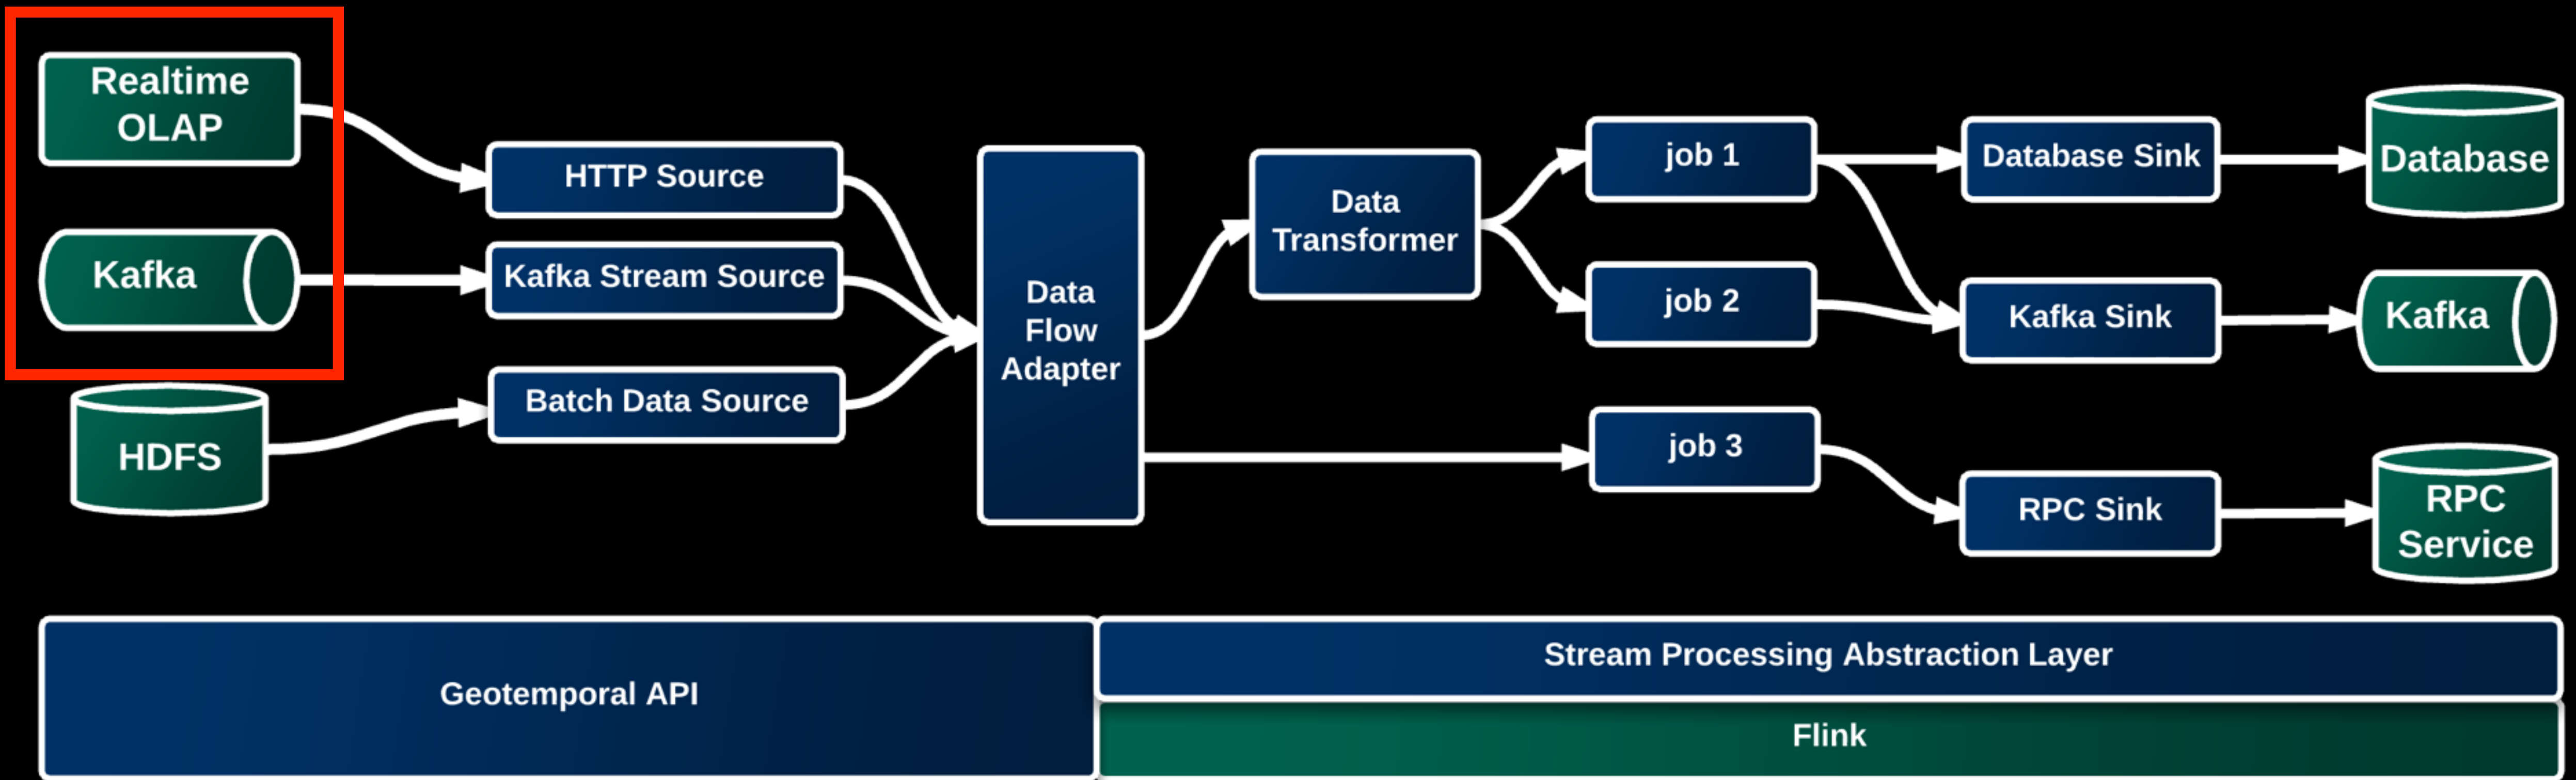 Realtime
OLAP
Kafka
HDFS
HTTP Source
Kafka Stream Source
Batch Data Source
Data
Flow
Adapter
Data
Transformer
job 1
job 2
job 3
Database Sink
Kafka Sink
RPC Sink
Database
Kafka
RPC
Service
Geotemporal API
Stream Processing Abstraction Layer
Flink